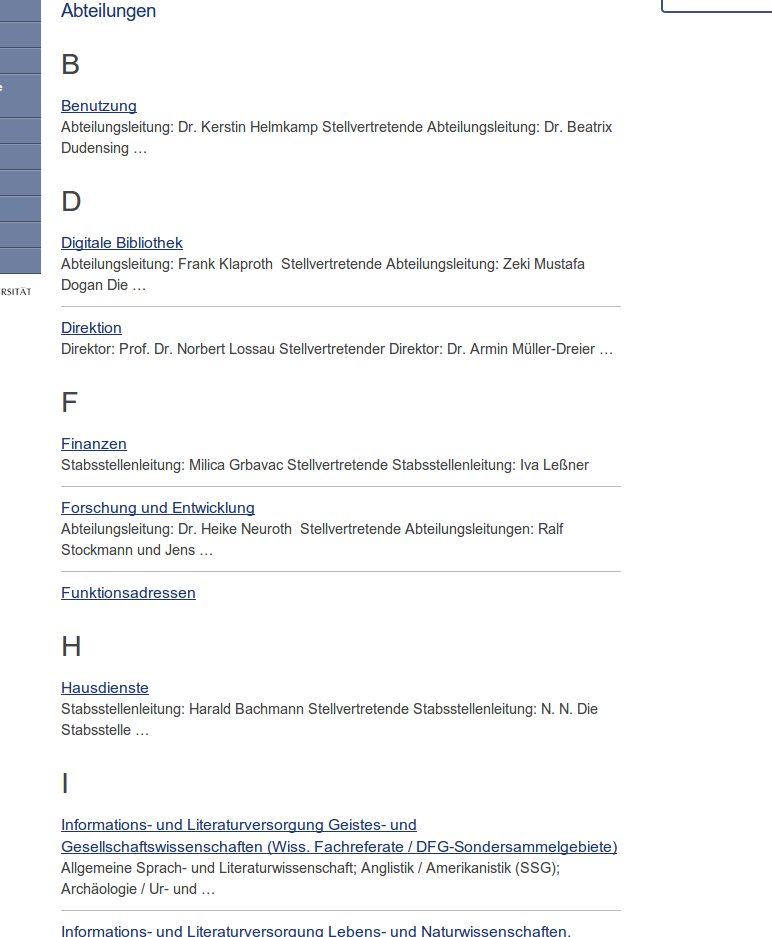 Abteilungen
B
Benutzung
Abteilungsleitung: Dr. Kerstin Helmkamp Stellvertretende Abteilungsleitung: Dr. Beatrix
Dudensing …
D
Digitale Bibliothek
Abteilungsleitung: Frank Klaproth  Stellvertretende Abteilungsleitung: Zeki Mustafa
Dogan Die …
Direktion
Direktor: Prof. Dr. Norbert Lossau Stellvertretender Direktor: Dr. Armin Müller-Dreier …
F
Finanzen
Stabsstellenleitung: Milica Grbavac Stellvertretende Stabsstellenleitung: Iva Leßner
Forschung und Entwicklung
Abteilungsleitung: Dr. Heike Neuroth  Stellvertretende Abteilungsleitungen: Ralf
Stockmann und Jens …
Funktionsadressen
H
Hausdienste
Stabsstellenleitung: Harald Bachmann Stellvertretende Stabsstellenleitung: N. N. Die
Stabsstelle …
I
Informations- und Literaturversorgung Geistes- und
Gesellschaftswissenschaften (Wiss. Fachreferate / DFG-Sondersammelgebiete)
Allgemeine Sprach- und Literaturwissenschaft; Anglistik / Amerikanistik (SSG);
Archäologie / Ur- und …
Informations- und Literaturversorgung Lebens- und Naturwissenschaften,